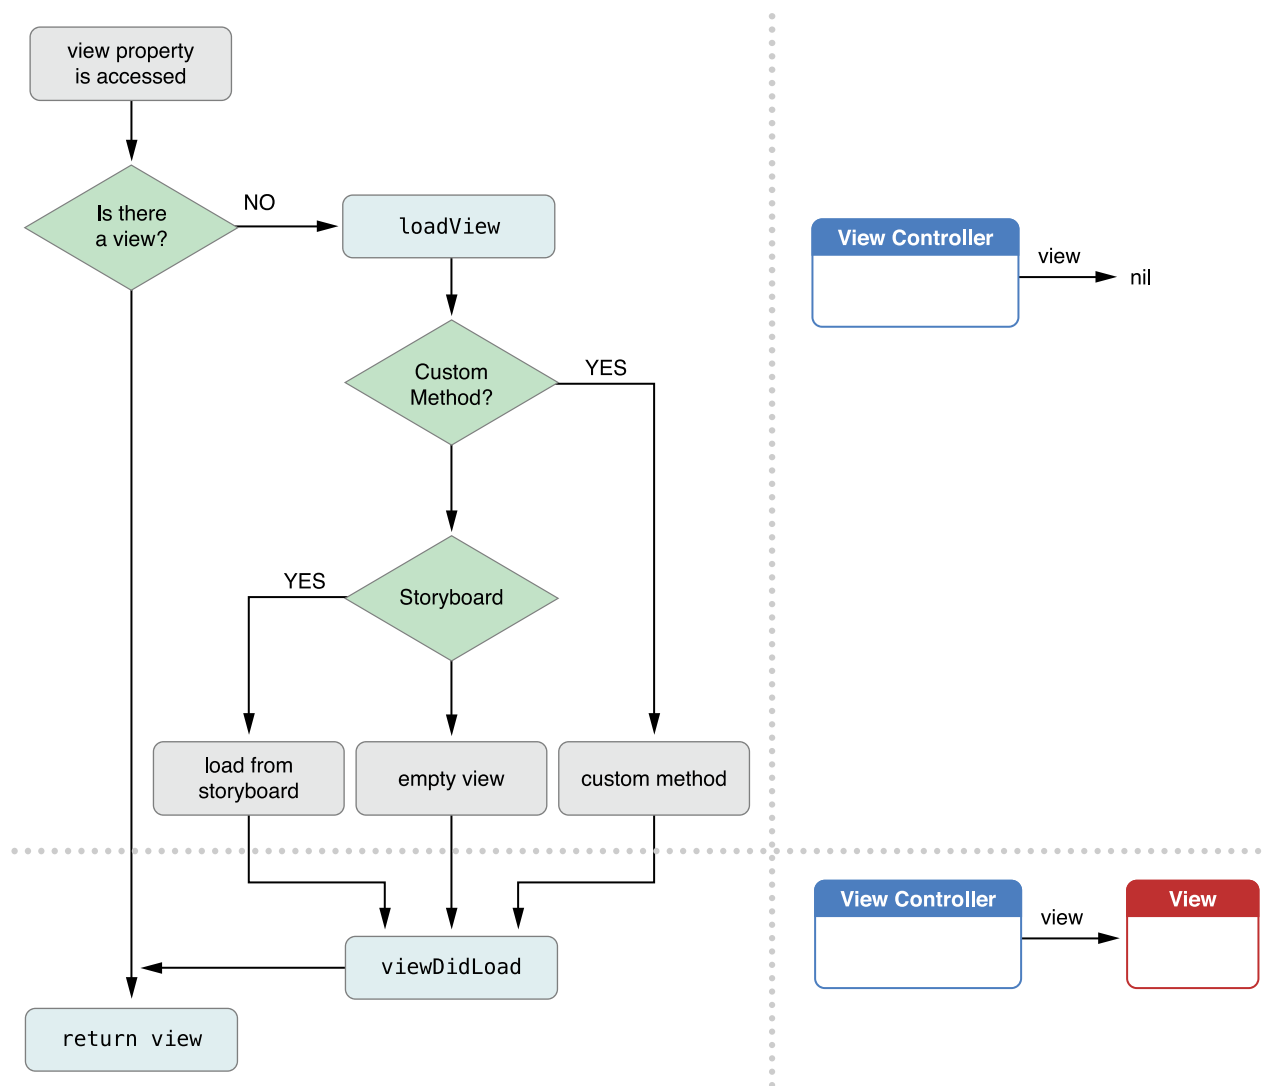 view property
is accessed
Is there
a view?
NO
loadView
Custom
Method?
YES
Storyboard
YES
load from
storyboard
empty view
custom method
viewDidLoad
return view
View Controller
view
nil
View Controller
view
View